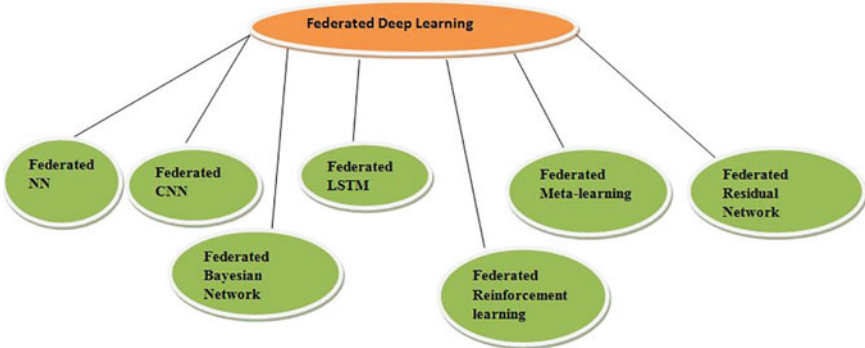 Federated Deep Learning
Federated
NN
Federated
CNN
Federated
LSTM
Federated
Meta-learning
Federated
Residual
Network
Federated
Bayesian
Network
Federated
Reinforcement
learning